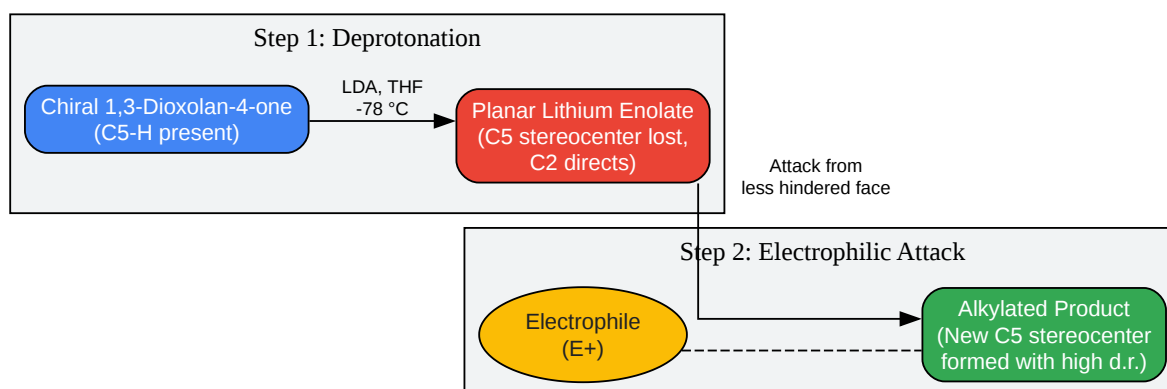 Step 1: Deprotonation
Chiral 1,3-Dioxolan-4-one
(C5-H present)
LDA, THF
-78 °C
Planar Lithium Enolate
(C5 stereocenter lost,
C2 directs)
Attack from
less hindered face
Step 2: Electrophilic Attack
Electrophile
(E+)
Alkylated Product
(New C5 stereocenter
formed with high d.r.)